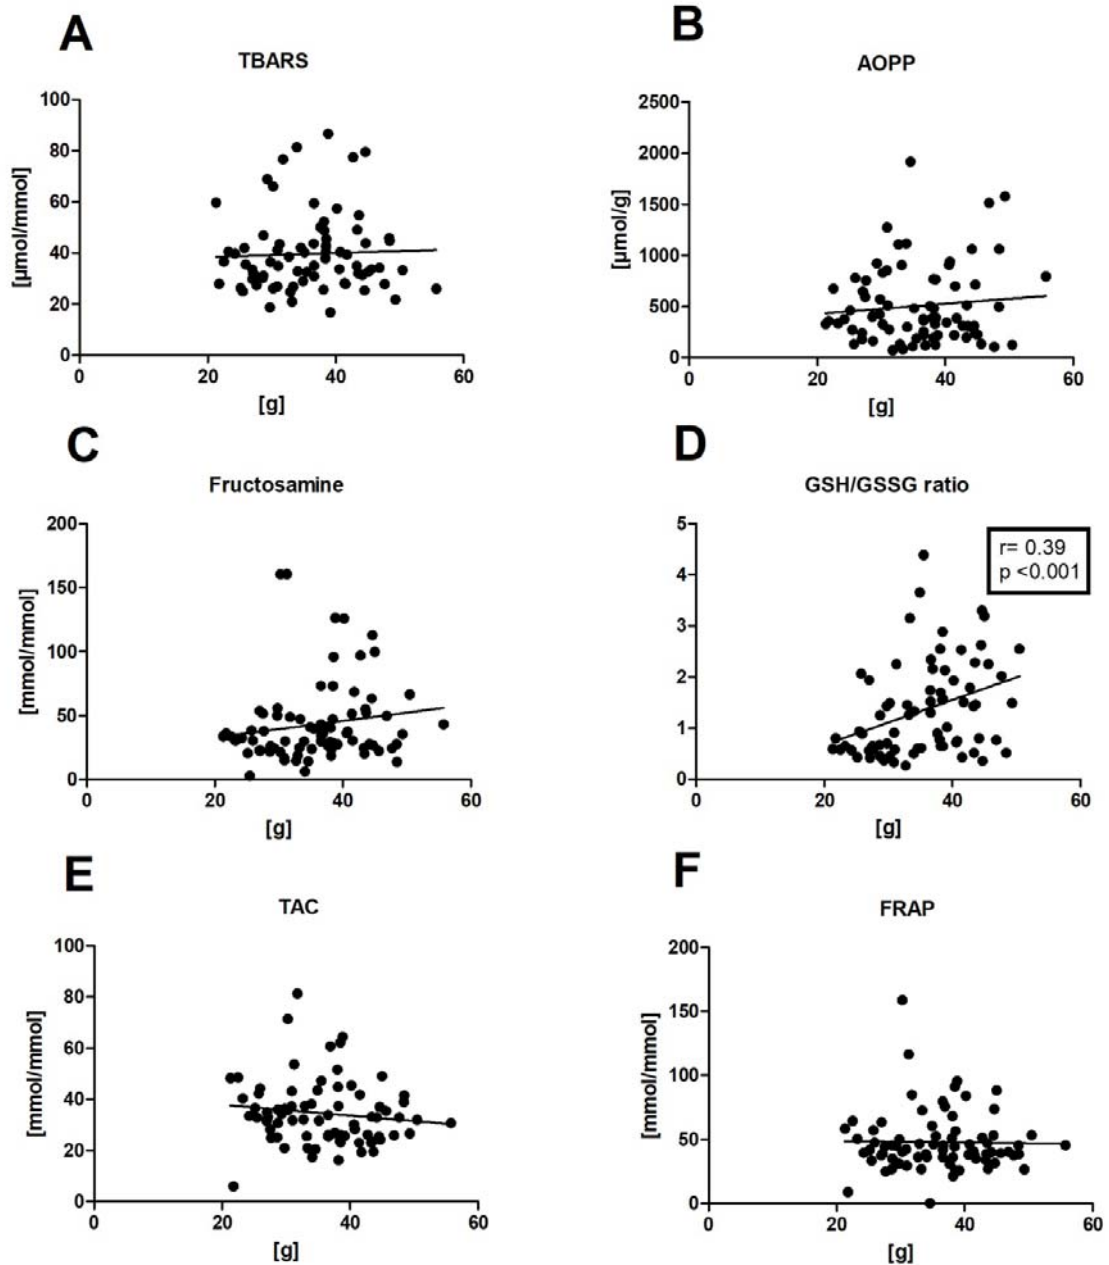 A
TBARS
100
80
60
40
20
0
0 20 40 60
[µmol/mmol]
[g]
B
AOPP
2500
2000
1500
1000
500
0
0 20 40 60
[µmol/g]
[g]
C
Fructosamine
200
150
100
50
0
0 20 40 60
[mmol/mmol]
[g]
D
GSH/GSSG ratio
5
4
3
2
1
0
0 20 40 60
r= 0.39
p <0.001
[g]
E
TAC
100
80
60
40
20
0
0 20 40 60
[mmol/mmol]
[g]
F
FRAP
200
150
100
50
0
0 20 40 60
[mmol/mmol]
[g]